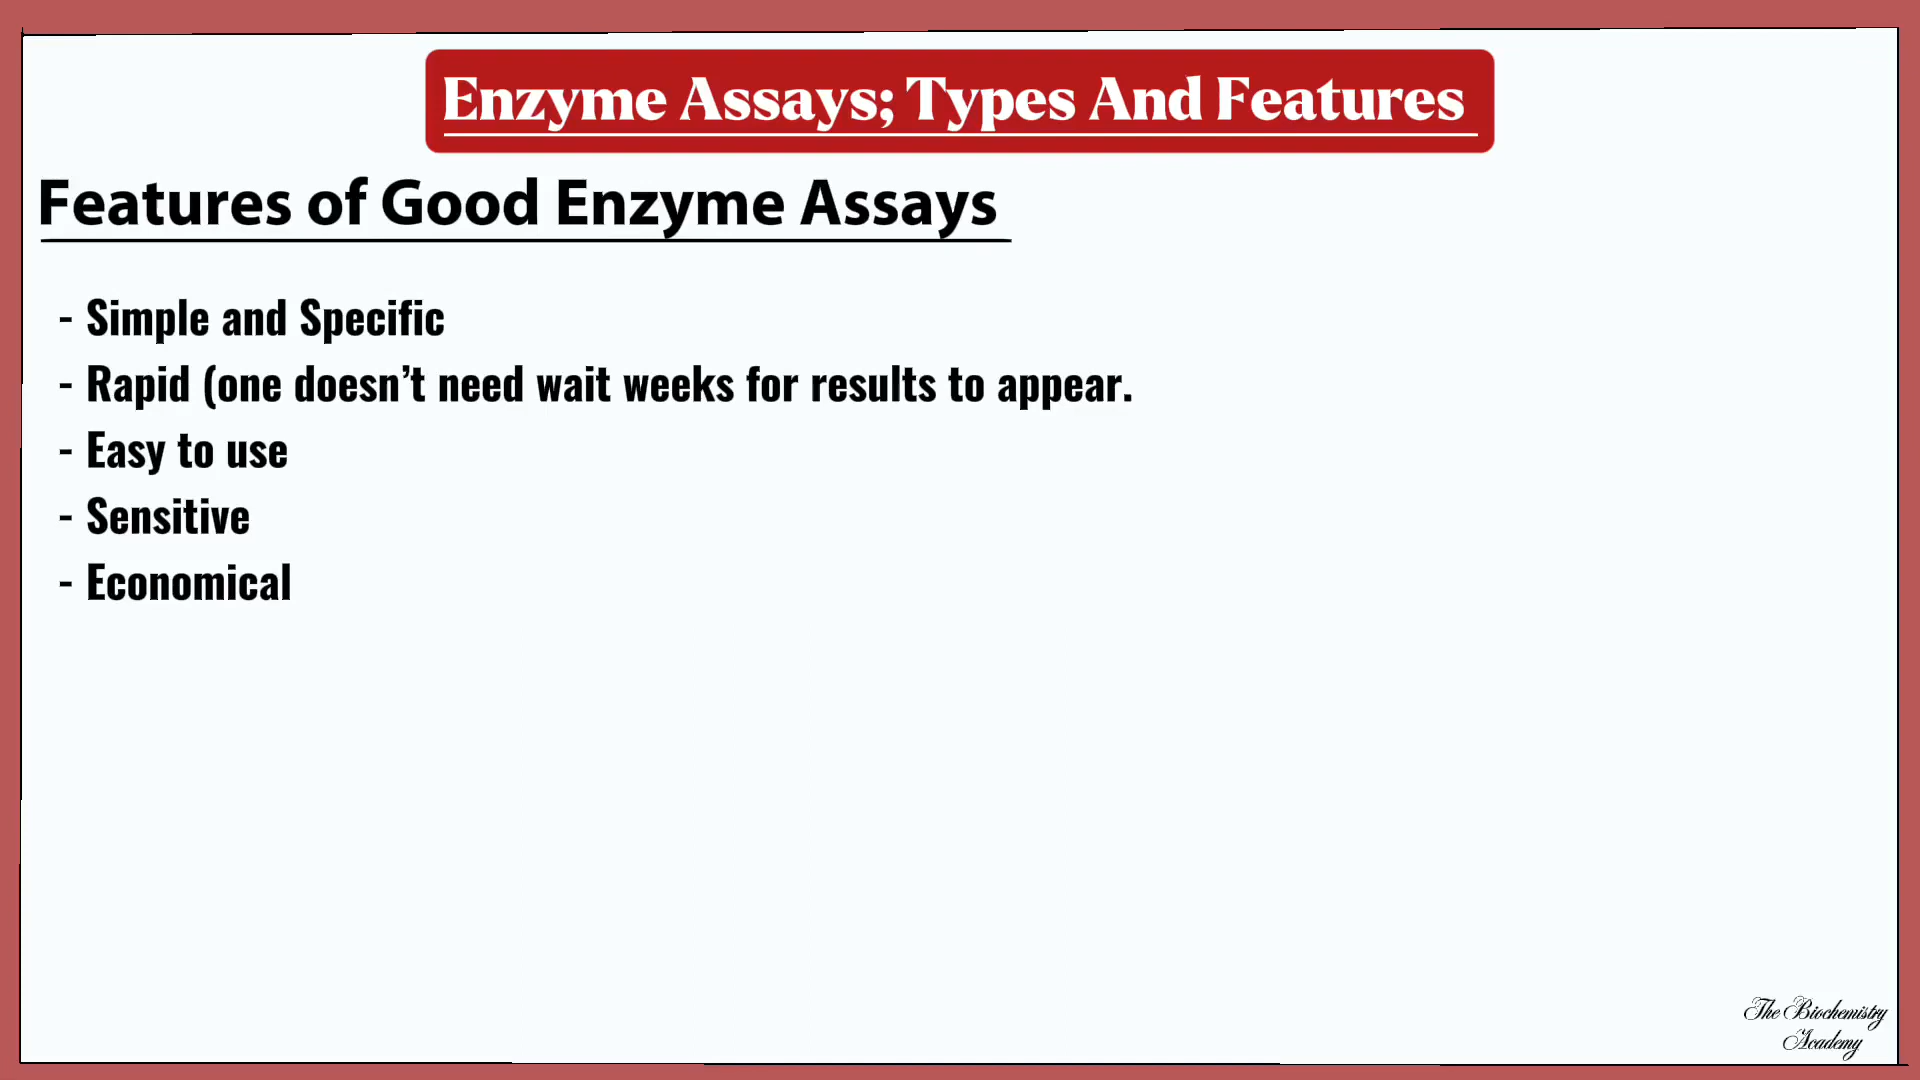 Enzyme Assays; Types And Features
Features of Good Enzyme Assays
- Simple and Specific
- Rapid (one doesn’t need wait weeks for results to appear.
- Easy to use
- Sensitive
- Economical
The Biochemistry
Academy